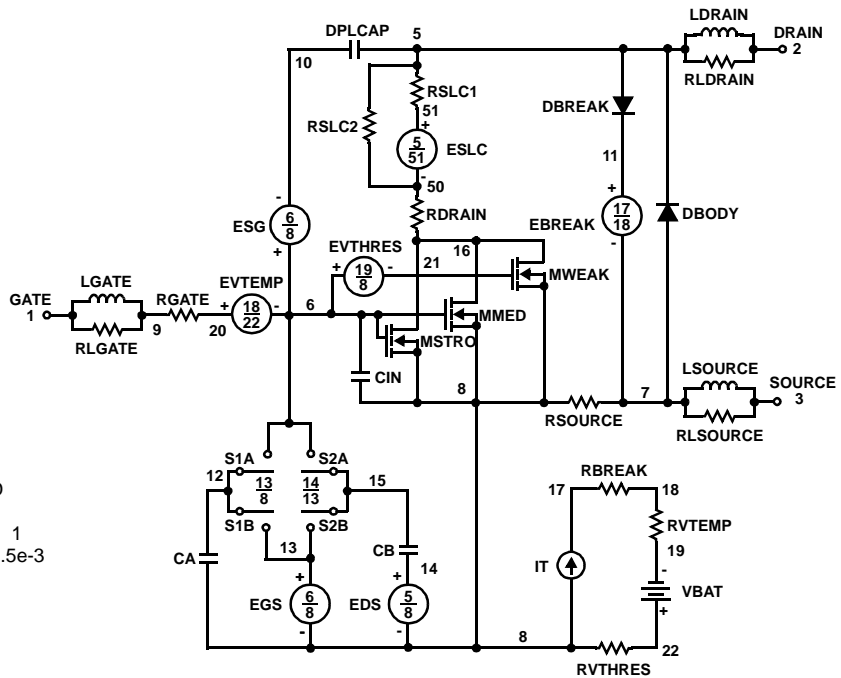 LDRAIN
DPLCAP 5 DRAIN
10 2
RSLC1 RLDRAIN
51 DBREAK
RSLC2 +
5
51 ESLC
11
-
50
- +
ESG 6
8 RDRAIN EBREAK 17
18 DBODY
+ EVTHRES 16 -
+ 19
8 - 21 MWEAK
LGATE EVTEMP
GATE RGATE + 18
22 - 6 MMED
1 9 20
RLGATE MSTRO
LSOURCE
CIN 8 7 SOURCE
3
RSOURCE
RLSOURCE
S1A S2A
12 13
8 14
13 15 RBREAK
17 18
S1B S2B RVTEMP
13 CB 19
CA 14 IT -
+ + VBAT
EGS 6
8 EDS 5
8 +
- - 8 22
RVTHRES
0
1
.5e-3